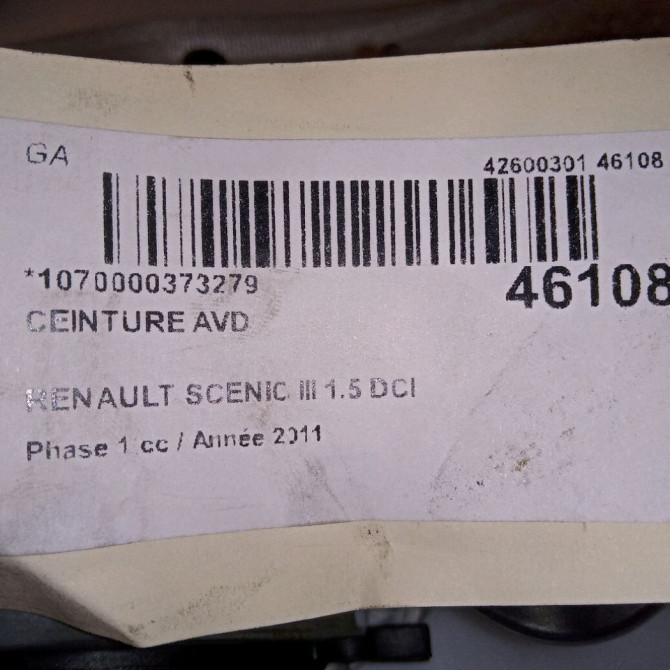 GA
42600301 46108
*1070000373279
46108
CEINTURE AVD
RENAULT SCENIC III 1.5 DCI
Phase 1 cc / Année 2011